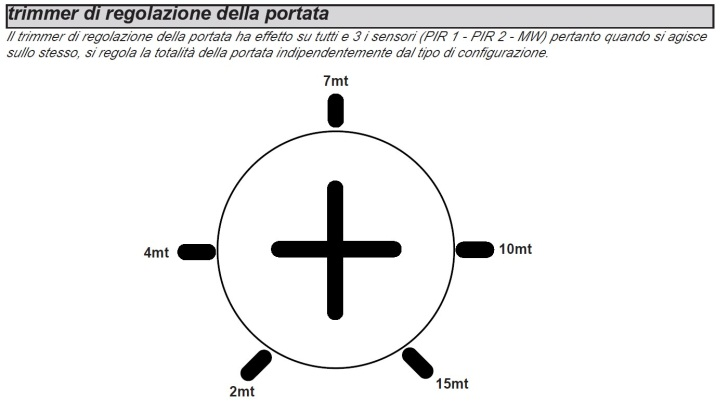 trimmer di regolazione della portata
Il trimmer di regolazione della portata ha effetto su tutti e 3 i sensori (PIR 1 - PIR 2 - MW) pertanto quando si agisce
sullo stesso, si regola la totalità della portata indipendentemente dal tipo di configurazione.
7mt
4mt
10mt
2mt
15mt